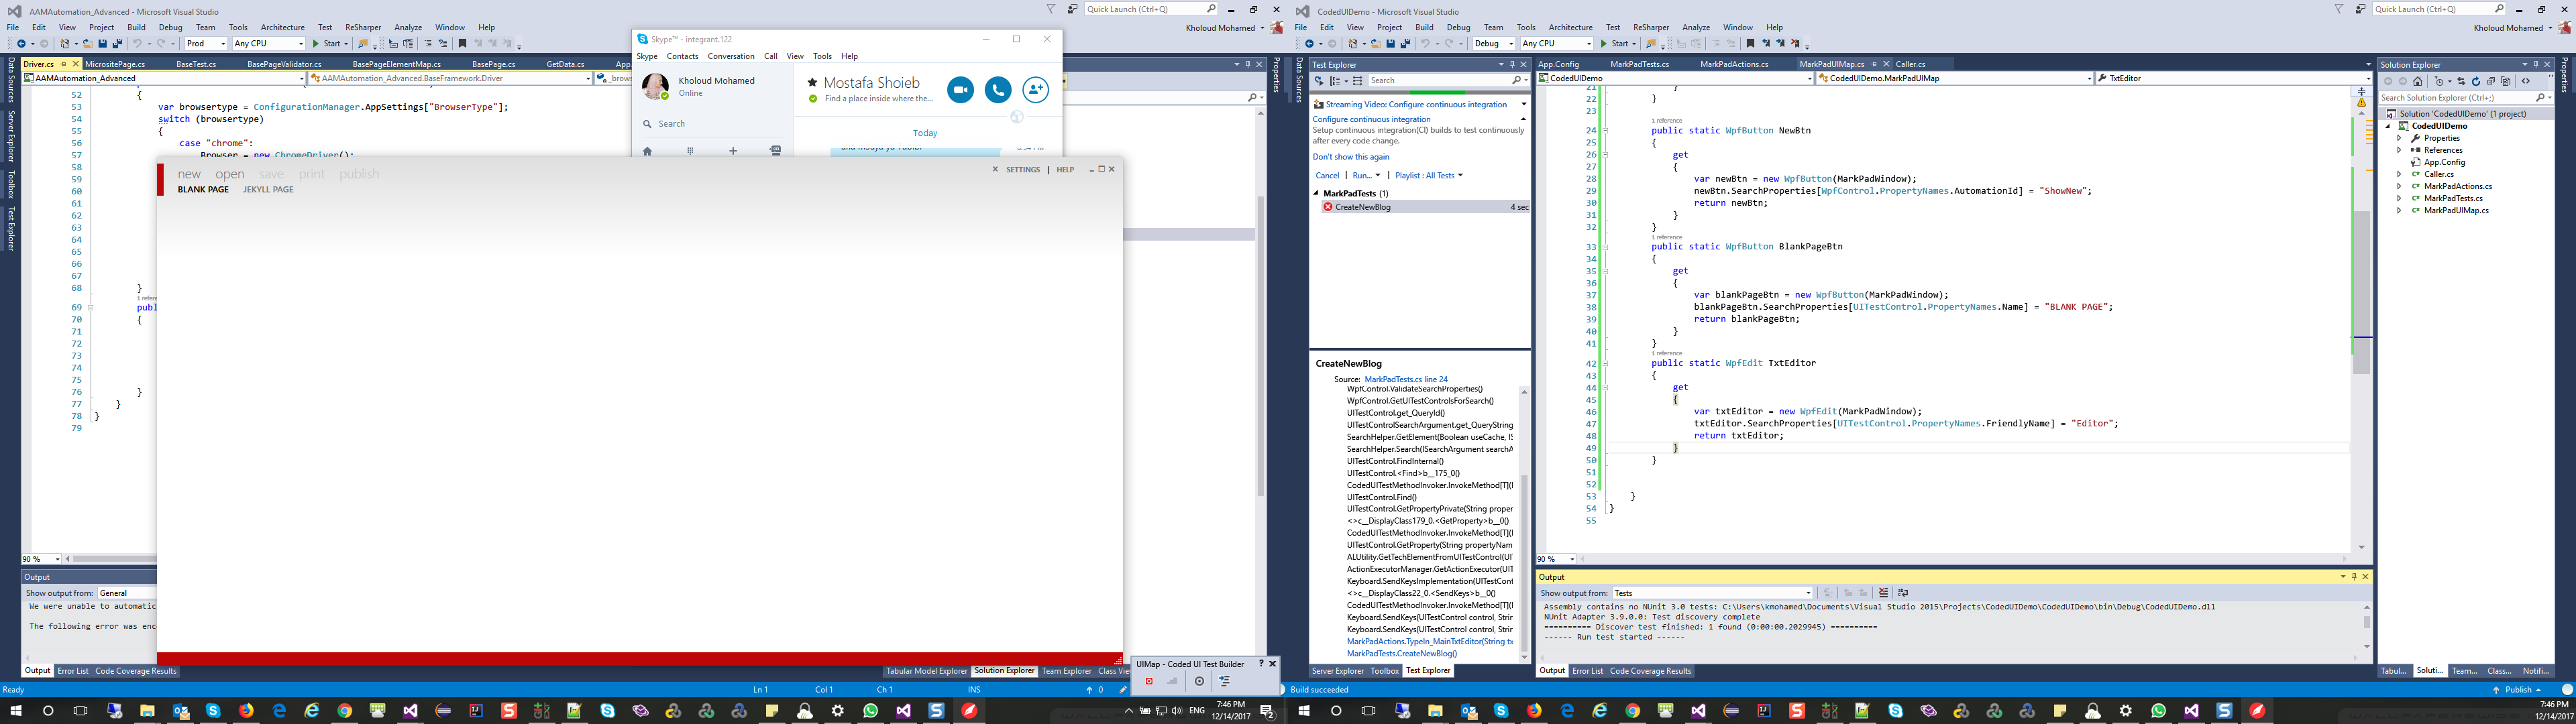 AAMAutomation_Advanced - Microsoft Visual Studio
Quick Launch (Ctrl+Q)
File Edit View Project Build Debug Team Tools Architecture Test ReSharper Analyze Window Help
Kholoud Mohamed
Prod Any CPU Start
Driver.cs MicrositePage.cs BaseTest.cs BasePageValidator.cs BasePageElementMap.cs BasePage.cs GetData.cs App
AAMAutomation_Advanced AAMAutomation_Advanced.BaseFramework.Driver _brows
Data Sources
Server Explorer
Toolbox
Test Explorer
Properties
52 {
53 var browsertype = ConfigurationManager.AppSettings["BrowserType"];
54 switch (browsertype)
55 {
56 case "chrome":
57 Browser = new ChromeDriver();
58
59
60
61
62
63
64
65
66
67
68 }
1 refere
69 publ
70 {
71
72
73
74
75
76 }
77 }
78 }
79
90 %
Output
Show output from: General
We were unable to automatic
The following error was enc
Output Error List Code Coverage Results
Tabular Model Explorer Solution Explorer Team Explorer Class Vie
Ready Ln 1 Col 1 Ch 1 INS 0
Skype™ - integrant.122
Skype Contacts Conversation Call View Tools Help
Kholoud Mohamed
Online
Search
Mostafa Shoieb
Find a place inside where the...
Today
new open save print publish
BLANK PAGE JEKYLL PAGE
SETTINGS | HELP
UIMap - Coded UI Test Builder ?
ENG 7:46 PM
12/14/2017
2
CodedUIDemo - Microsoft Visual Studio
Quick Launch (Ctrl+Q)
File Edit View Project Build Debug Team Tools Architecture Test ReSharper Analyze Window Help
Kholoud Mohamed
Debug Any CPU Start
Data Sources
Test Explorer
Search
Streaming Video: Configure continuous integration
Configure continuous integration
Setup continuous integration(CI) builds to test continuously
after every code change.
Don't show this again
Cancel | Run... | Playlist : All Tests
MarkPadTests (1)
CreateNewBlog 4 sec
CreateNewBlog
Source: MarkPadTests.cs line 24
WpfControl.ValidateSearchProperties()
WpfControl.GetUITestControlsForSearch()
UITestControl.get_QueryId()
UITestControlSearchArgument.get_QueryString
SearchHelper.GetElement(Boolean useCache, IS
SearchHelper.Search(ISearchArgument searchA
UITestControl.FindInternal()
UITestControl.<Find>b__175_0()
CodedUITestMethodInvoker.InvokeMethod[T](I
UITestControl.Find()
UITestControl.GetPropertyPrivate(String proper
<>c__DisplayClass179_0.<GetProperty>b__0()
CodedUITestMethodInvoker.InvokeMethod[T](I
UITestControl.GetProperty(String propertyNam
ALUtility.GetTechElementFromUITestControl(UI
ActionExecutorManager.GetActionExecutor(UIT
Keyboard.SendKeysImplementation(UITestCont
<>c__DisplayClass22_0.<SendKeys>b__0()
CodedUITestMethodInvoker.InvokeMethod[T](I
Keyboard.SendKeys(UITestControl control, Strin
Keyboard.SendKeys(UITestControl control, Strin
MarkPadActions.TypeIn_MainTxtEditor(String tx
MarkPadTests.CreateNewBlog()
Server Explorer Toolbox Test Explorer
App.Config MarkPadTests.cs MarkPadActions.cs MarkPadUIMap.cs Caller.cs
CodedUIDemo CodedUIDemo.MarkPadUIMap TxtEditor
21 }
22 }
23
1 reference
24 public static WpfButton NewBtn
25 {
26 get
27 {
28 var newBtn = new WpfButton(MarkPadWindow);
29 newBtn.SearchProperties[WpfControl.PropertyNames.AutomationId] = "ShowNew";
30 return newBtn;
31 }
32 }
1 reference
33 public static WpfButton BlankPageBtn
34 {
35 get
36 {
37 var blankPageBtn = new WpfButton(MarkPadWindow);
38 blankPageBtn.SearchProperties[UITestControl.PropertyNames.Name] = "BLANK PAGE";
39 return blankPageBtn;
40 }
41 }
1 reference
42 public static WpfEdit TxtEditor
43 {
44 get
45 {
46 var txtEditor = new WpfEdit(MarkPadWindow);
47 txtEditor.SearchProperties[UITestControl.PropertyNames.FriendlyName] = "Editor";
48 return txtEditor;
49 }
50 }
51
52
53 }
54 }
55
90 %
Output
Show output from: Tests
Assembly contains no NUnit 3.0 tests: C:\Users\kmohamed\Documents\Visual Studio 2015\Projects\CodedUIDemo\CodedUIDemo\bin\Debug\CodedUIDemo.dll
NUnit Adapter 3.9.0.0: Test discovery complete
========== Discover test finished: 1 found (0:00:00.2029945) ==========
------ Run test started ------
Output Error List Code Coverage Results
Solution Explorer
Search Solution Explorer (Ctrl+;)
Solution 'CodedUIDemo' (1 project)
CodedUIDemo
Properties
References
App.Config
Caller.cs
MarkPadActions.cs
MarkPadTests.cs
MarkPadUIMap.cs
Properties
Tabul... Soluti... Team... Class... Notifi...
Build succeeded
Publish
7:46 PM
12/14/201